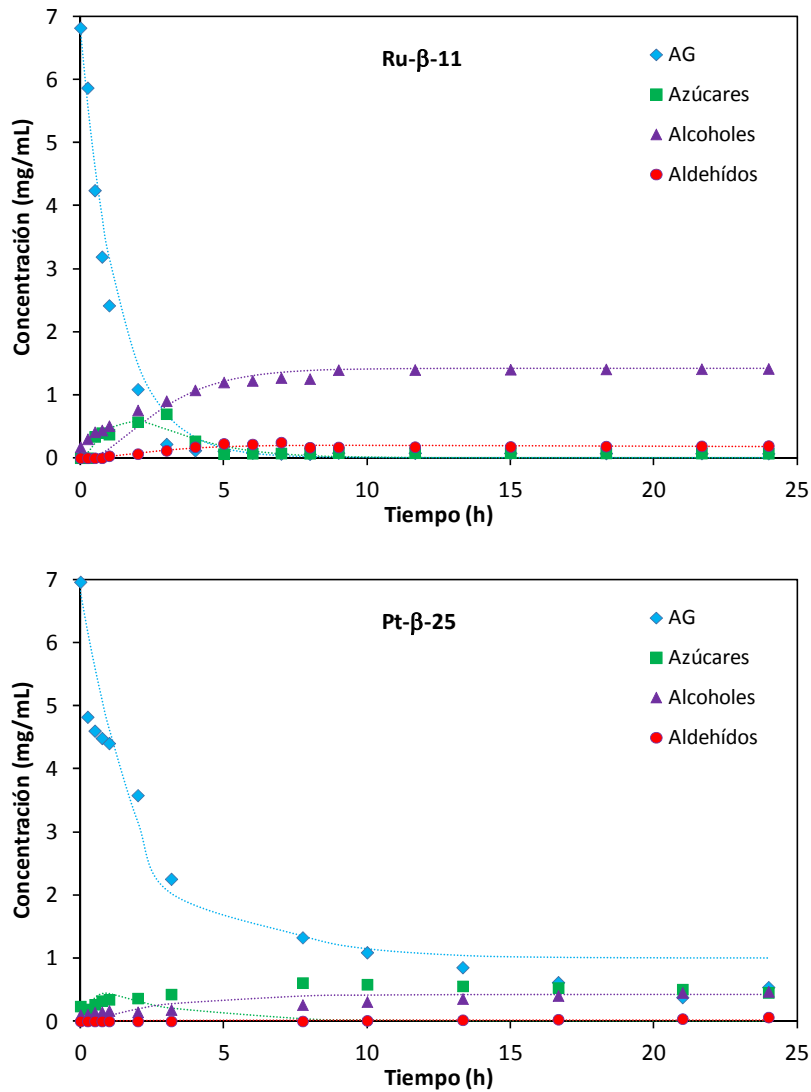 7
6
5
4
3
2
1
0
Concentración (mg/mL)
Ru-β-11
AG
Azúcares
Alcoholes
Aldehídos
0 5 10 15 20 25
Tiempo (h)
7
6
5
4
3
2
1
0
Concentración (mg/mL)
Pt-β-25
AG
Azúcares
Alcoholes
Aldehídos
0 5 10 15 20 25
Tiempo (h)